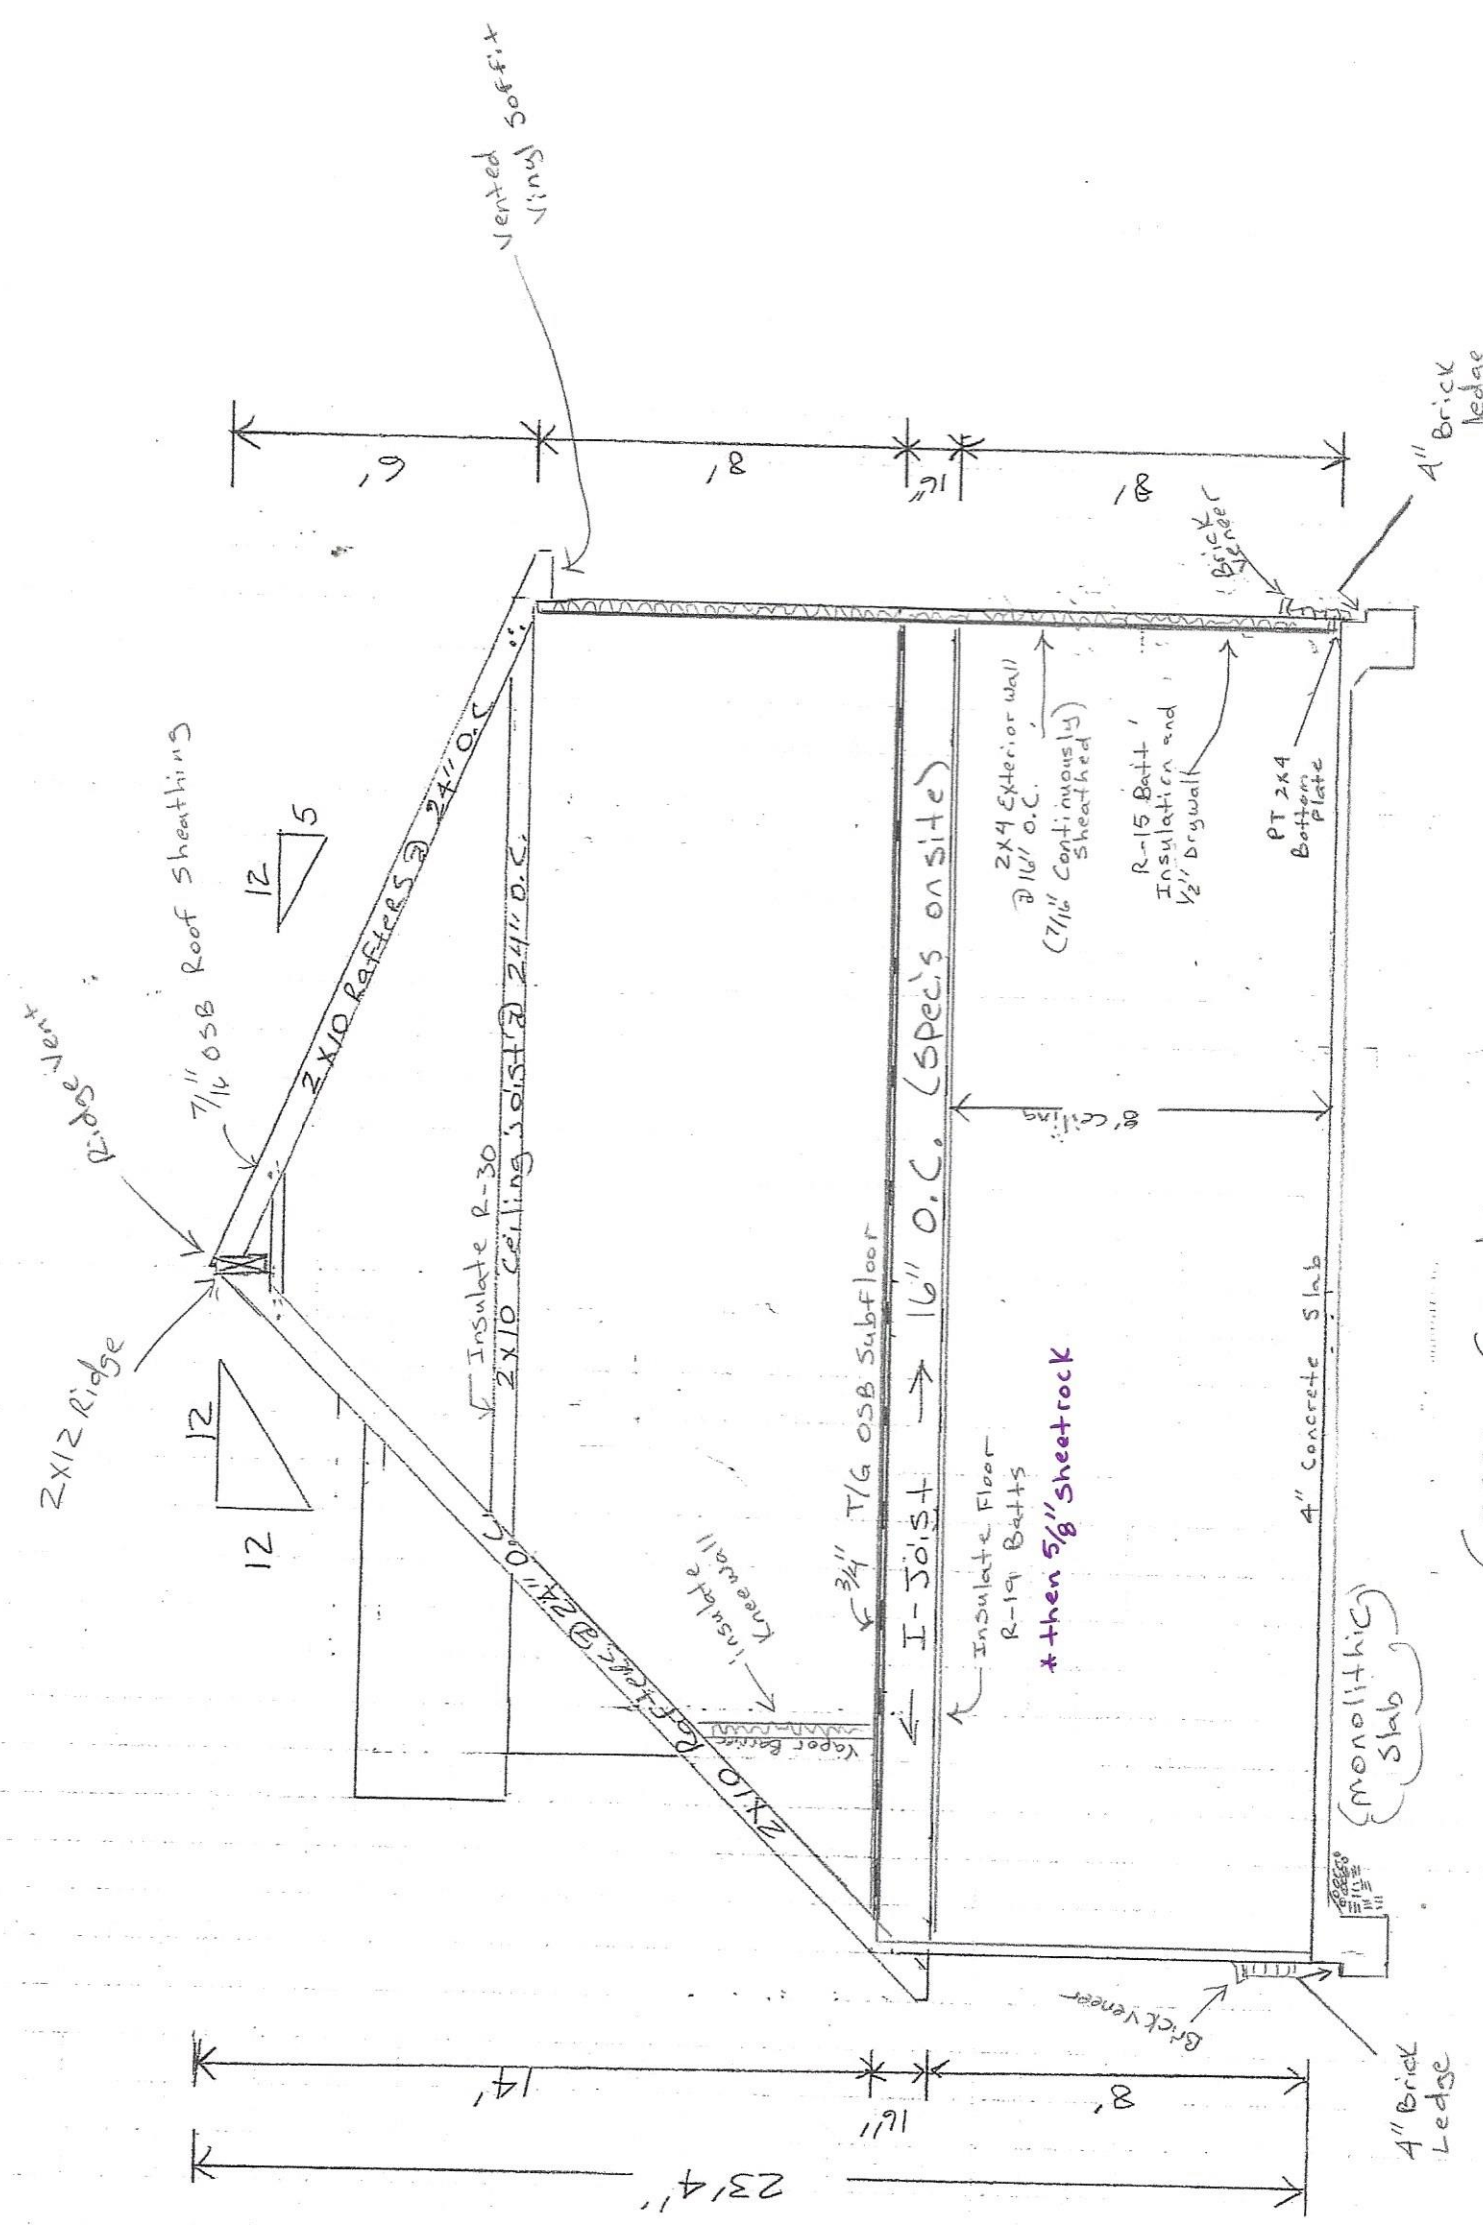 Ridge Vent
2X12 Ridge
7/16" OSB Roof Sheathing
12
12
12
5
vented
vinyl soffit
2X10 Rafters @ 24" O.C.
2X10 Rafters @ 24" O.C.
Insulate R-30
2X10 Ceiling Joist @ 24" O.C.
Insulate
Kneewall
Vapor Barrier
3/4" T/G OSB Subfloor
← I-Joist → 16" O.C. (Spec's onsite)
Insulate Floor
R-19 Batts
* then 5/8" sheetrock
8' ceiling
2X4 Exterior Wall
@ 16" O.C.
(7/16" Continuously
Sheathed)
R-15 Batt
Insulation and
1/2" Drywall
PT 2x4
Bottom
Plate
Brick
Veneer
4" Brick
Ledge
4" Concrete Slab
(monolithic)
Slab
Brick Veneer
4" Brick
Ledge
6'
8'
16"
8'
14'
16"
8'
23'4"